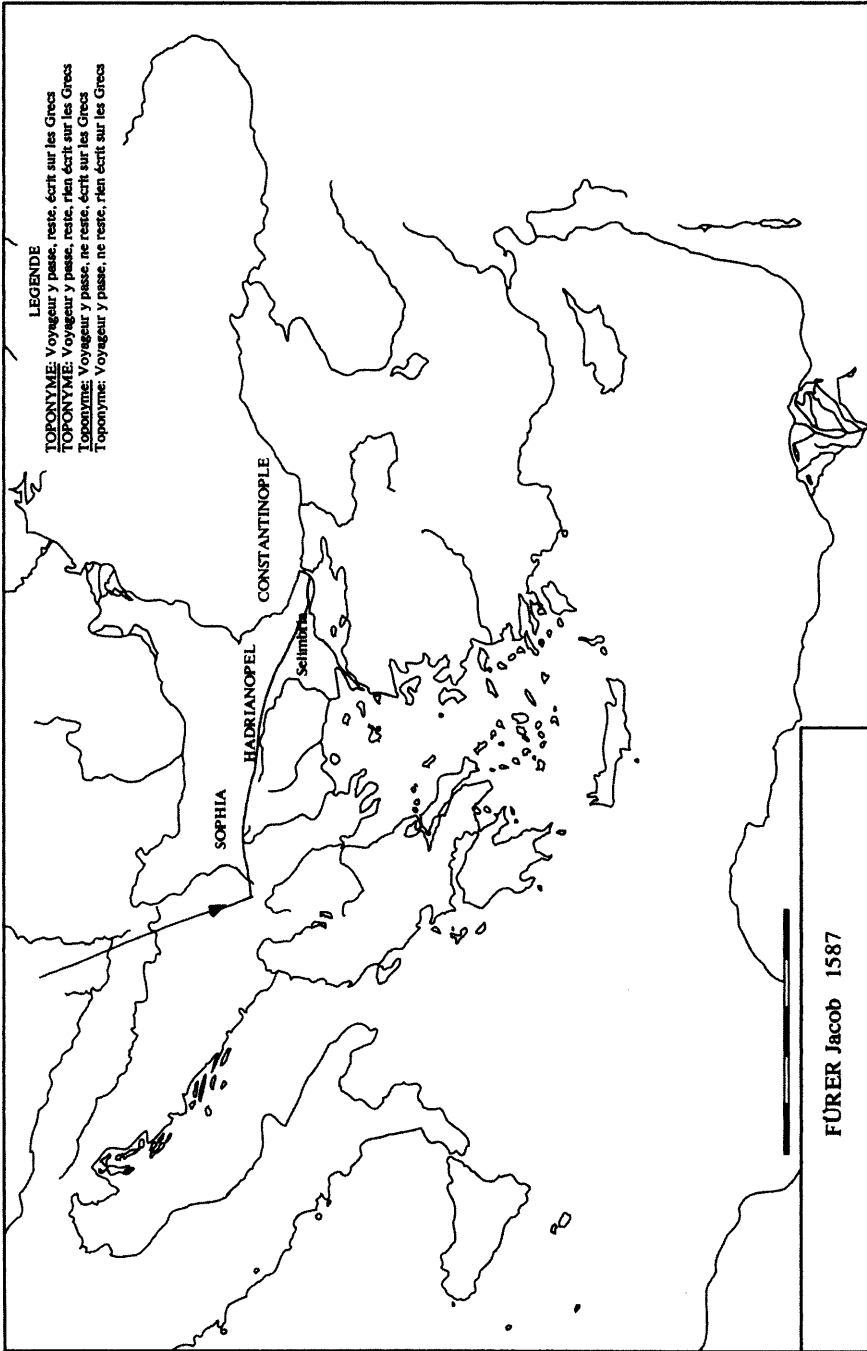 LEGENDE
TOPONYME: Voyageur y passe, reste, écrit sur les Grecs
TOPONYME: Voyageur y passe, reste, rien écrit sur les Grecs
Toponyme: Voyageur y passe, ne reste, écrit sur les Grecs
Toponyme: Voyageur y passe, ne reste, rien écrit sur les Grecs
SOPHIA
HADRIANOPEL
CONSTANTINOPLE
Selimbria
FÜRER Jacob 1587